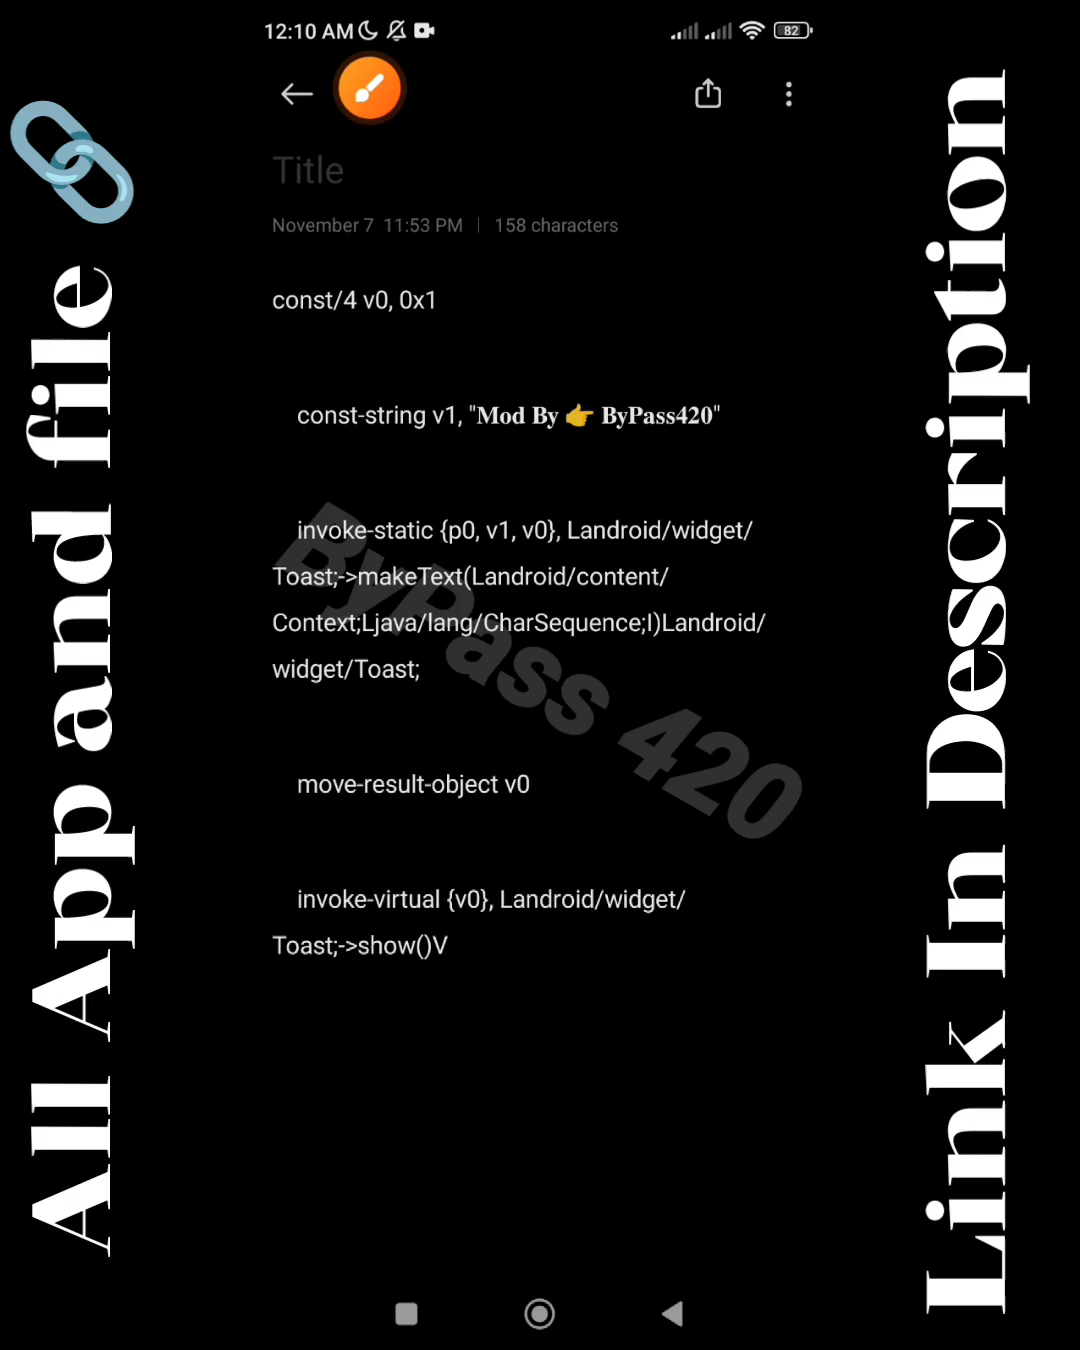 All App and file
Link In Description
12:10 AM
82
Title
November 7 11:53 PM | 158 characters
const/4 v0, 0x1
const-string v1, "𝐌𝐨𝐝 𝐁𝐲 👉 𝐁𝐲𝐏𝐚𝐬𝐬𝟒𝟐𝟎"
invoke-static {p0, v1, v0}, Landroid/widget/
Toast;->makeText(Landroid/content/
Context;Ljava/lang/CharSequence;I)Landroid/
widget/Toast;
move-result-object v0
invoke-virtual {v0}, Landroid/widget/
Toast;->show()V
ByPass 420